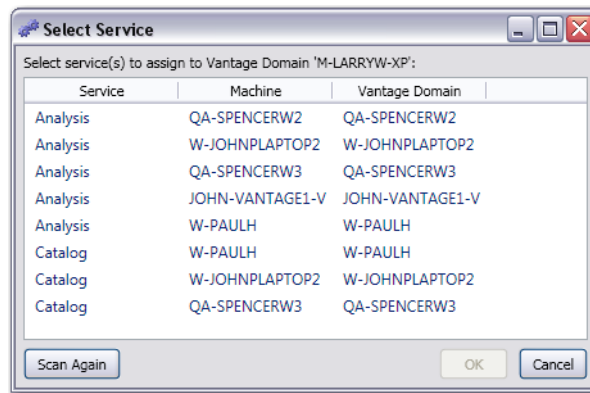 Select Service
Select service(s) to assign to Vantage Domain 'M-LARRYW-XP':
Service Machine Vantage Domain
Analysis QA-SPENCERW2 QA-SPENCERW2
Analysis W-JOHNPLAPTOP2 W-JOHNPLAPTOP2
Analysis QA-SPENCERW3 QA-SPENCERW3
Analysis JOHN-VANTAGE1-V JOHN-VANTAGE1-V
Analysis W-PAULH W-PAULH
Catalog W-PAULH W-PAULH
Catalog W-JOHNPLAPTOP2 W-JOHNPLAPTOP2
Catalog QA-SPENCERW3 QA-SPENCERW3
Scan Again OK Cancel